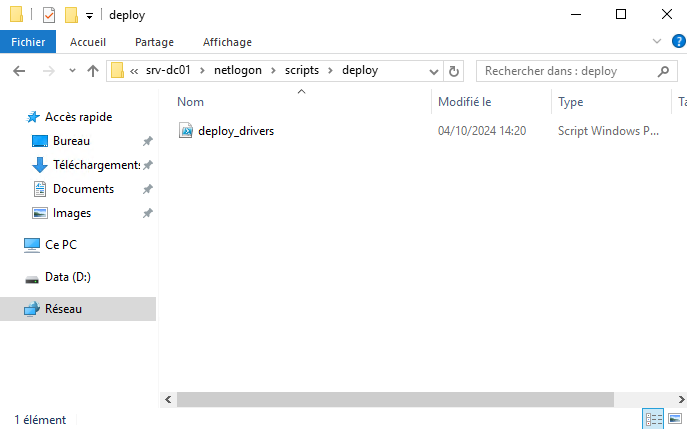 deploy
Fichier Accueil Partage Affichage
« srv-dc01 > netlogon > scripts > deploy
Rechercher dans : deploy
Nom Modifié le Type Ta
Accès rapide
deploy_drivers 04/10/2024 14:20 Script Windows P...
Bureau
Téléchargements
Documents
Images
Ce PC
Data (D:)
Réseau
1 élément